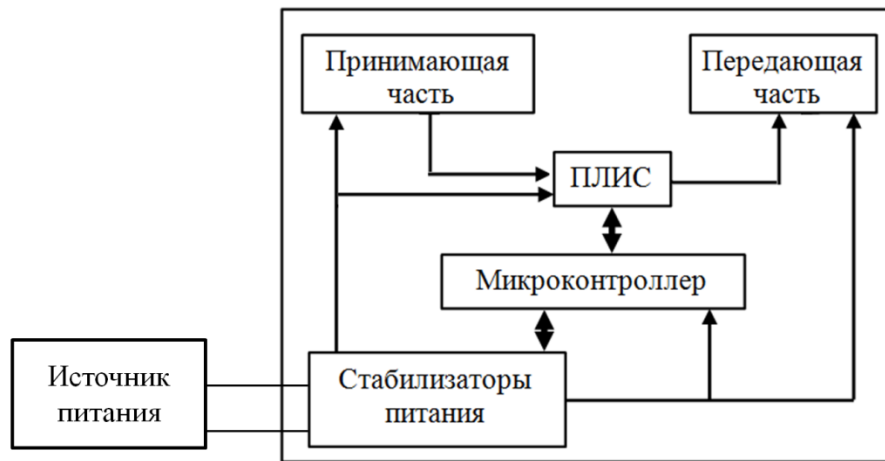 Принимающая
часть
Передающая
часть
ПЛИС
Микроконтроллер
Источник
питания
Стабилизаторы
питания